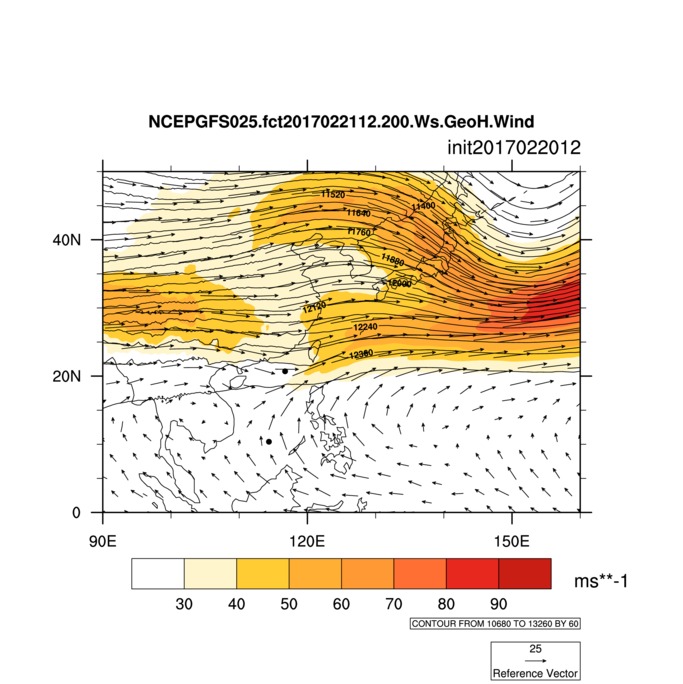 NCEPGFS025.fct2017022112.200.Ws.GeoH.Wind
init2017022012
11520
11400
11640
11760
11880
12000
12120
12240
12360
40N
20N
0
90E 120E 150E
30 40 50 60 70 80 90
ms**-1
CONTOUR FROM 10680 TO 13260 BY 60
25
Reference Vector